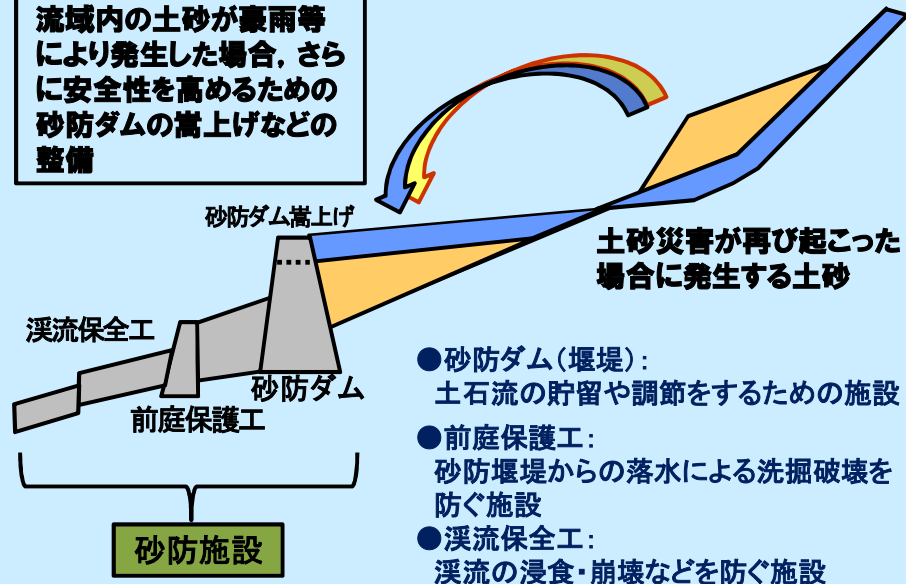 流域内の土砂が豪雨等
により発生した場合，さら
に安全性を高めるための
砂防ダムの嵩上げなどの
整備
砂防ダム嵩上げ
土砂災害が再び起こった
場合に発生する土砂
渓流保全工
砂防ダム
前庭保護工
砂防施設
●砂防ダム（堰堤）：
土石流の貯留や調節をするための施設
●前庭保護工：
砂防堰堤からの落水による洗掘破壊を
防ぐ施設
●渓流保全工：
渓流の浸食・崩壊などを防ぐ施設